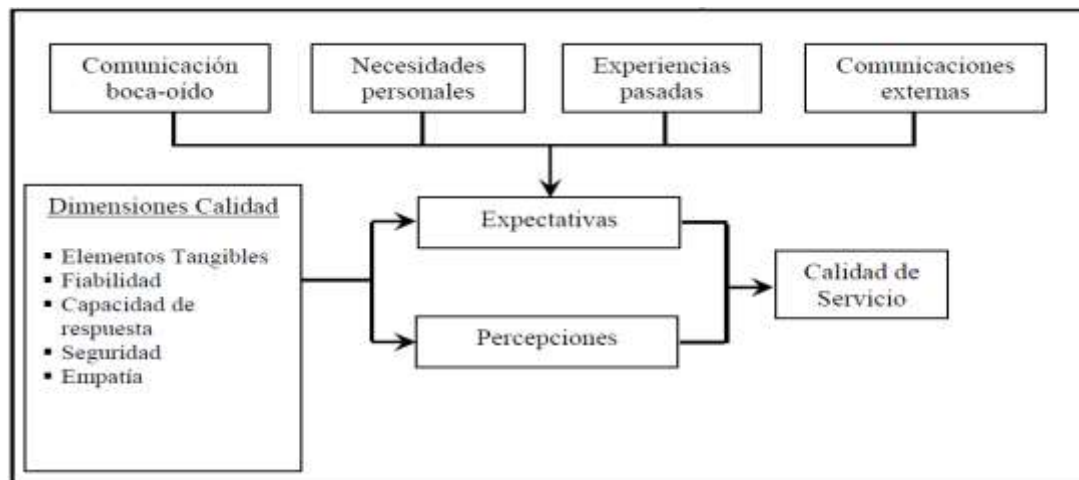 Comunicación
boca-oído
Necesidades
personales
Experiencias
pasadas
Comunicaciones
externas
Dimensiones Calidad
▪ Elementos Tangibles
▪ Fiabilidad
▪ Capacidad de
respuesta
▪ Seguridad
▪ Empatía
Expectativas
Percepciones
Calidad de
Servicio